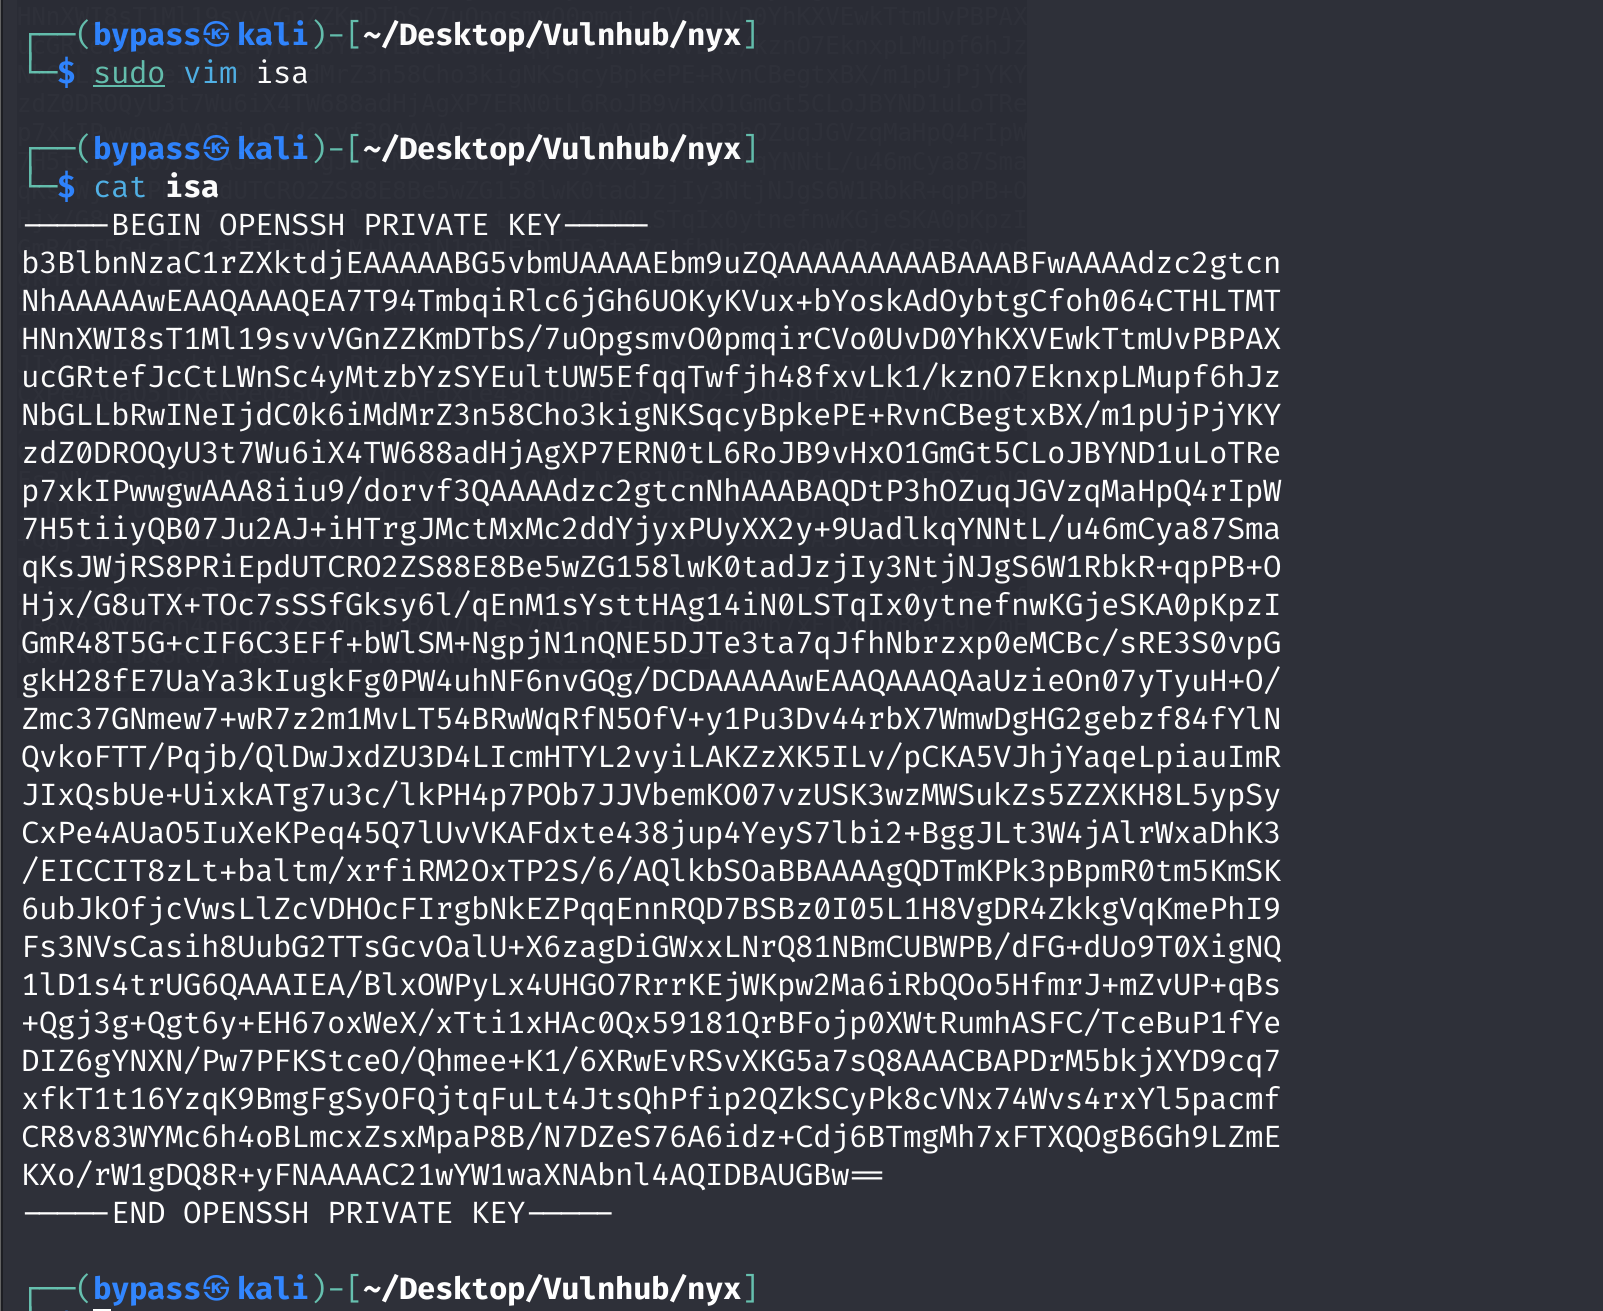 ┌──(bypass㉿kali)-[~/Desktop/Vulnhub/nyx]
└─$ sudo vim isa
┌──(bypass㉿kali)-[~/Desktop/Vulnhub/nyx]
└─$ cat isa
-----BEGIN OPENSSH PRIVATE KEY-----
b3BlbnNzaC1rZXktdjEAAAAABG5vbmUAAAAEbm9uZQAAAAAAAAABAAABFwAAAAdzc2gtcn
NhAAAAAwEAAQAAAQEA7T94TmbqiRlc6jGh6UOKyKVux+bYoskAdOybtgCfoh064CTHLTMT
HNnXWI8sT1Ml19svvVGnZZKmDTbS/7uOpgsmvO0pmqirCVo0UvD0YhKXVEwkTtmUvPBPAX
ucGRtefJcCtLWnSc4yMtzbYzSYEultUW5EfqqTwfjh48fxvLk1/kznO7EknxpLMupf6hJz
NbGLLbRwINeIjdC0k6iMdMrZ3n58Cho3kigNKSqcyBpkePE+RvnCBegtxBX/m1pUjPjYKY
zdZ0DROQyU3t7Wu6iX4TW688adHjAgXP7ERN0tL6RoJB9vHxO1GmGt5CLoJBYND1uLoTRe
p7xkIPwwgwAAA8iiu9/dorvf3QAAAAdzc2gtcnNhAAABAQDtP3hOZuqJGVzqMaHpQ4rIpW
7H5tiiyQB07Ju2AJ+iHTrgJMctMxMc2ddYjyxPUyXX2y+9UadlkqYNNtL/u46mCya87Sma
qKsJWjRS8PRiEpdUTCRO2ZS88E8Be5wZG158lwK0tadJzjIy3NtjNJgS6W1RbkR+qpPB+O
Hjx/G8uTX+TOc7sSSfGksy6l/qEnM1sYsttHAg14iN0LSTqIx0ytnefnwKGjeSKA0pKpzI
GmR48T5G+cIF6C3EFf+bWlSM+NgpjN1nQNE5DJTe3ta7qJfhNbrzxp0eMCBc/sRE3S0vpG
gkH28fE7UaYa3kIugkFg0PW4uhNF6nvGQg/DCDAAAAAwEAAQAAAQAaUzieOn07yTyuH+O/
Zmc37GNmew7+wR7z2m1MvLT54BRwWqRfN5OfV+y1Pu3Dv44rbX7WmwDgHG2gebzf84fYlN
QvkoFTT/Pqjb/QlDwJxdZU3D4LIcmHTYL2vyiLAKZzXK5ILv/pCKA5VJhjYaqeLpiauImR
JIxQsbUe+UixkATg7u3c/lkPH4p7POb7JJVbemKO07vzUSK3wzMWSukZs5ZZXKH8L5ypSy
CxPe4AUaO5IuXeKPeq45Q7lUvVKAFdxte438jup4YeyS7lbi2+BggJLt3W4jAlrWxaDhK3
/EICCIT8zLt+baltm/xrfiRM2OxTP2S/6/AQlkbSOaBBAAAAgQDTmKPk3pBpmR0tm5KmSK
6ubJkOfjcVwsLlZcVDHOcFIrgbNkEZPqqEnnRQD7BSBz0I05L1H8VgDR4ZkkgVqKmePhI9
Fs3NVsCasih8UubG2TTsGcvOalU+X6zagDiGWxxLNrQ81NBmCUBWPB/dFG+dUo9T0XigNQ
1lD1s4trUG6QAAAIEA/BlxOWPyLx4UHGO7RrrKEjWKpw2Ma6iRbQOo5HfmrJ+mZvUP+qBs
+Qgj3g+Qgt6y+EH67oxWeX/xTti1xHAc0Qx59181QrBFojp0XWtRumhASFC/TceBuP1fYe
DIZ6gYNXN/Pw7PFKStceO/Qhmee+K1/6XRwEvRSvXKG5a7sQ8AAACBAPDrM5bkjXYD9cq7
xfkT1t16YzqK9BmgFgSyOFQjtqFuLt4JtsQhPfip2QZkSCyPk8cVNx74Wvs4rxYl5pacmf
CR8v83WYMc6h4oBLmcxZsxMpaP8B/N7DZeS76A6idz+Cdj6BTmgMh7xFTXQOgB6Gh9LZmE
KXo/rW1gDQ8R+yFNAAAAC21wYW1waXNAbnl4AQIDBAUGBw==
-----END OPENSSH PRIVATE KEY-----
┌──(bypass㉿kali)-[~/Desktop/Vulnhub/nyx]